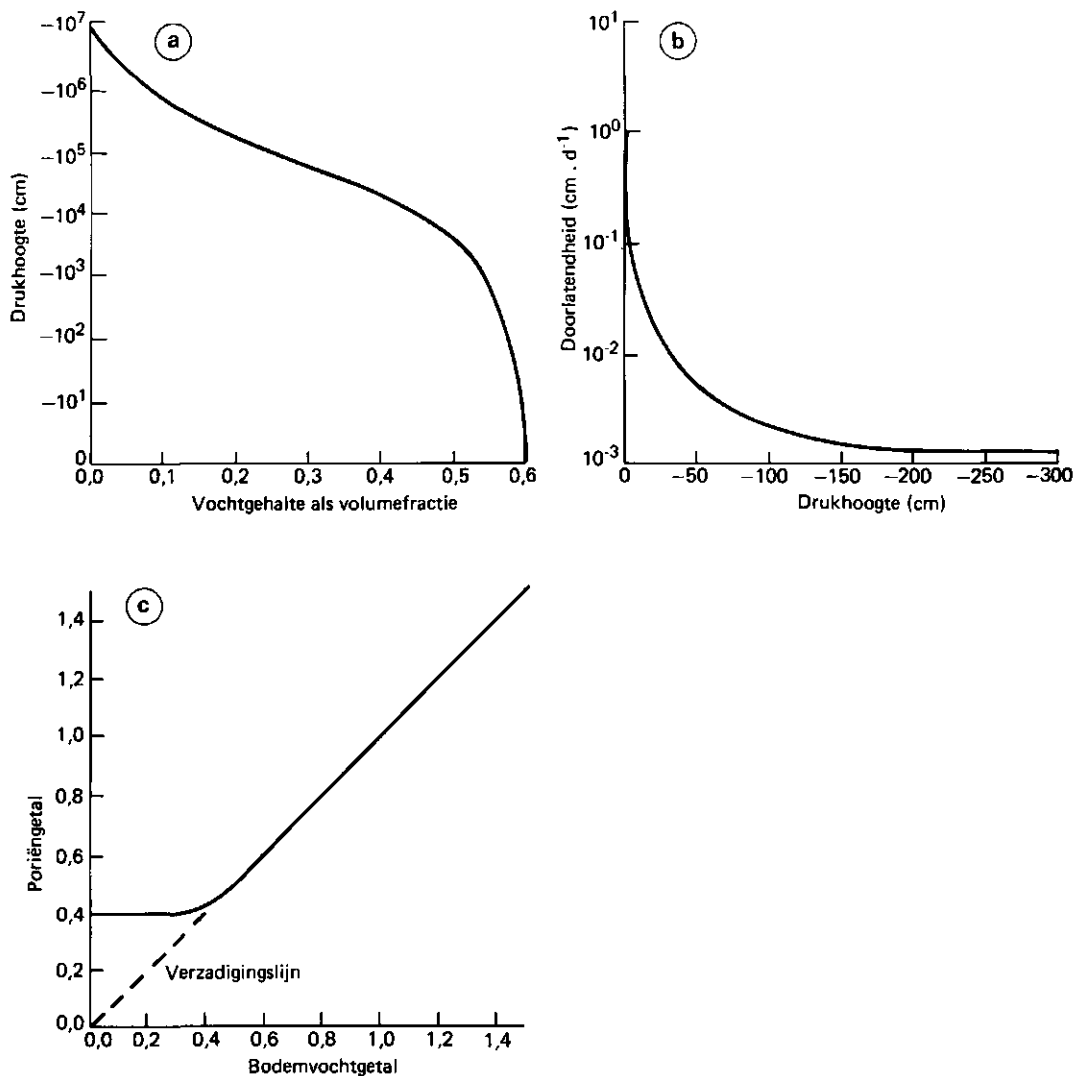 a
−10⁷
−10⁶
−10⁵
−10⁴
−10³
−10²
−10¹
0
Drukhoogte (cm)
0,0 0,1 0,2 0,3 0,4 0,5 0,6
Vochtgehalte als volumefractie
b
10¹
10⁰
10⁻¹
10⁻²
10⁻³
Doorlatendheid (cm . d⁻¹)
0 −50 −100 −150 −200 −250 −300
Drukhoogte (cm)
c
1,4
1,2
1,0
0,8
0,6
0,4
0,2
0,0
Poriëngetal
Verzadigingslijn
0,0 0,2 0,4 0,6 0,8 1,0 1,2 1,4
Bodemvochtgetal